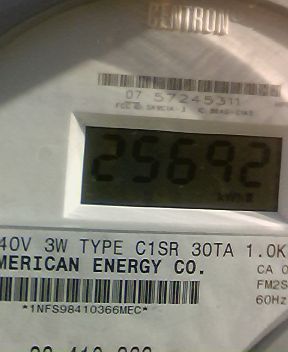 CENTRON
07 57245311
25692
40V 3W TYPE C1SR 30TA 1.0K
MERICAN ENERGY CO.
CA 0
FM2S
60Hz
*1NFS98410366MEC*